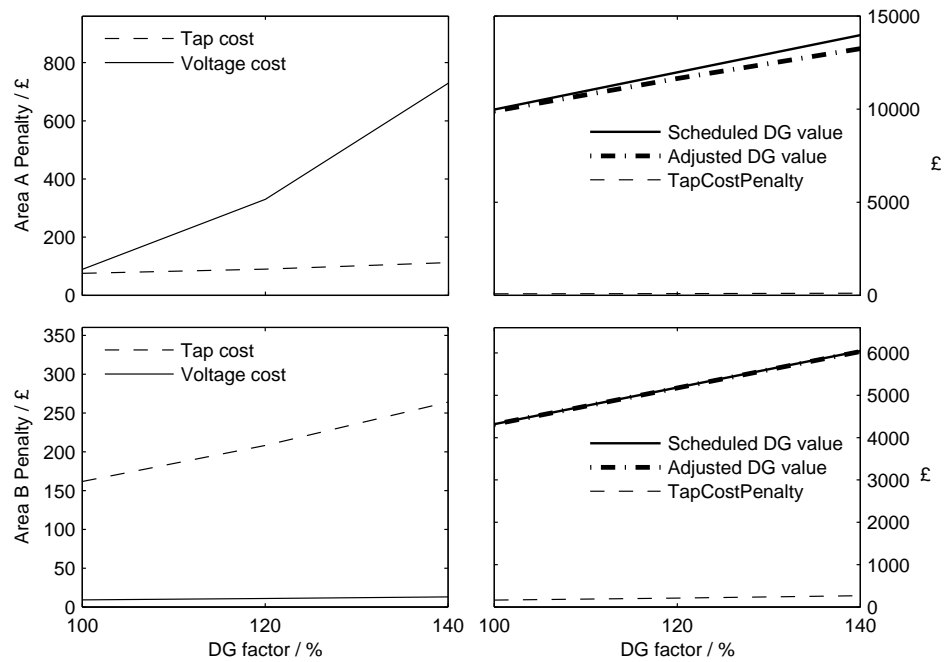 Area A Penalty / £
800
600
400
200
0
Tap cost
Voltage cost
15000
10000
5000
0
£
Scheduled DG value
Adjusted DG value
TapCostPenalty
Area B Penalty / £
350
300
250
200
150
100
50
0
100
120
140
DG factor / %
Tap cost
Voltage cost
6000
5000
4000
3000
2000
1000
0
£
Scheduled DG value
Adjusted DG value
TapCostPenalty
100
120
140
DG factor / %